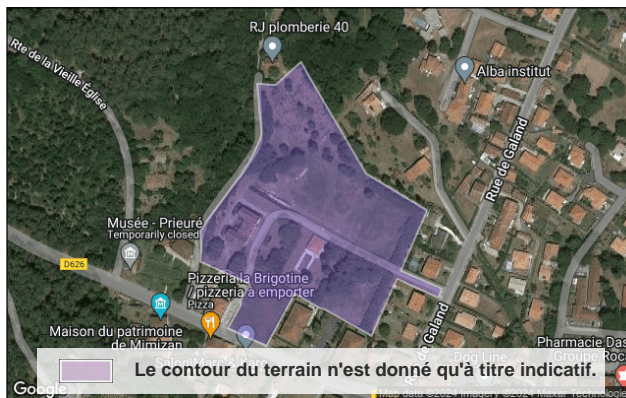 RJ plomberie 40
Rte de la Vieille Église
Alba institut
Rue de Galand
Musée - Prieuré
Temporarily closed
D626
Pizzeria la Brigotine
/ pizzeria à emporter
Pizza
Maison du patrimoine
de Mimizan
Rue de Galand
Dog Line
Pharmacie Das
Groupe Roca
Le contour du terrain n'est donné qu'à titre indicatif.
Google
Map data ©2024 Imagery ©2024 Maxar Technologies